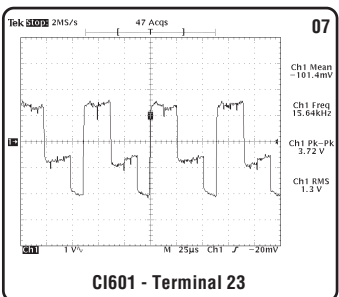 Tek Stop: 2MS/s
47 Acqs
07
[ T ]
Ch1 Mean
−101.4mV
Ch1 Freq
15.64kHz
Ch1 Pk−Pk
3.72 V
Ch1 RMS
1.3 V
Ch1 1 V
M 25µs Ch1
−20mV
CI601 - Terminal 23